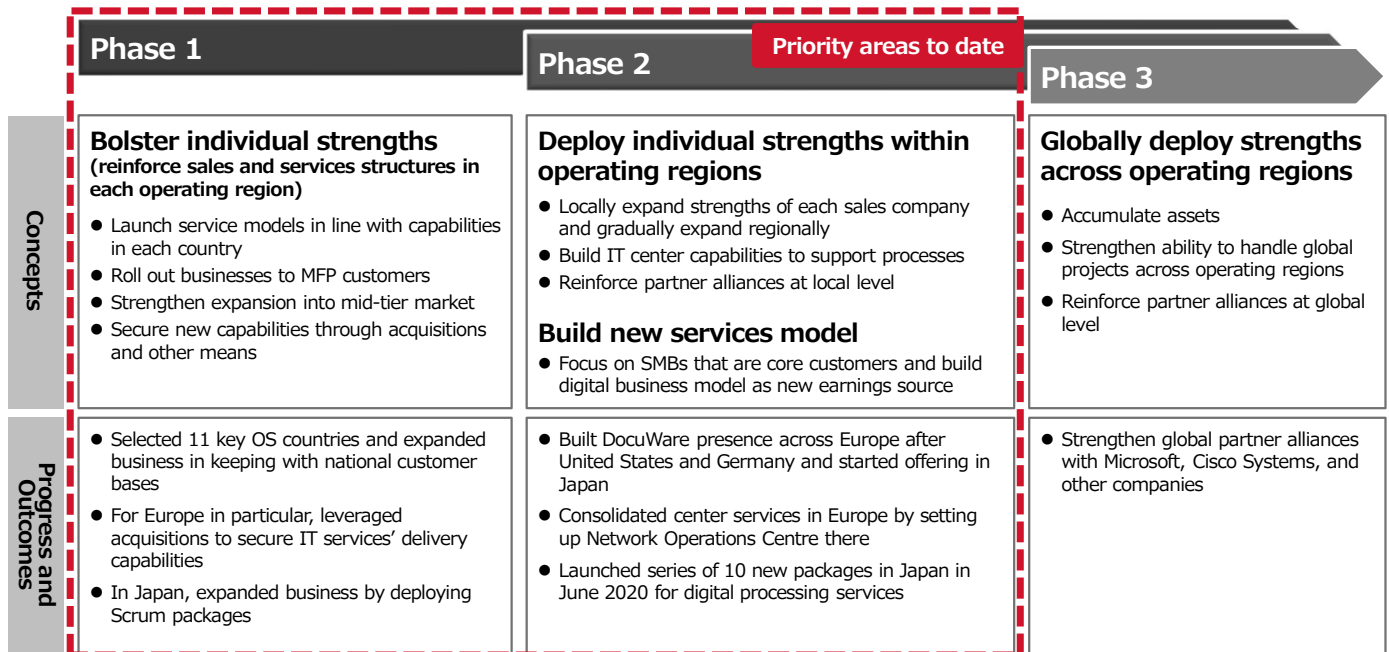 Phase 1
Phase 2
Priority areas to date
Phase 3
Concepts
Bolster individual strengths
(reinforce sales and services structures in
each operating region)
● Launch service models in line with capabilities
in each country
● Roll out businesses to MFP customers
● Strengthen expansion into mid-tier market
● Secure new capabilities through acquisitions
and other means
Deploy individual strengths within
operating regions
● Locally expand strengths of each sales company
and gradually expand regionally
● Build IT center capabilities to support processes
● Reinforce partner alliances at local level
Build new services model
● Focus on SMBs that are core customers and build
digital business model as new earnings source
Globally deploy strengths
across operating regions
● Accumulate assets
● Strengthen ability to handle global
projects across operating regions
● Reinforce partner alliances at global
level
Progress and
Outcomes
● Selected 11 key OS countries and expanded
business in keeping with national customer
bases
● For Europe in particular, leveraged
acquisitions to secure IT services’ delivery
capabilities
● In Japan, expanded business by deploying
Scrum packages
● Built DocuWare presence across Europe after
United States and Germany and started offering in
Japan
● Consolidated center services in Europe by setting
up Network Operations Centre there
● Launched series of 10 new packages in Japan in
June 2020 for digital processing services
● Strengthen global partner alliances
with Microsoft, Cisco Systems, and
other companies